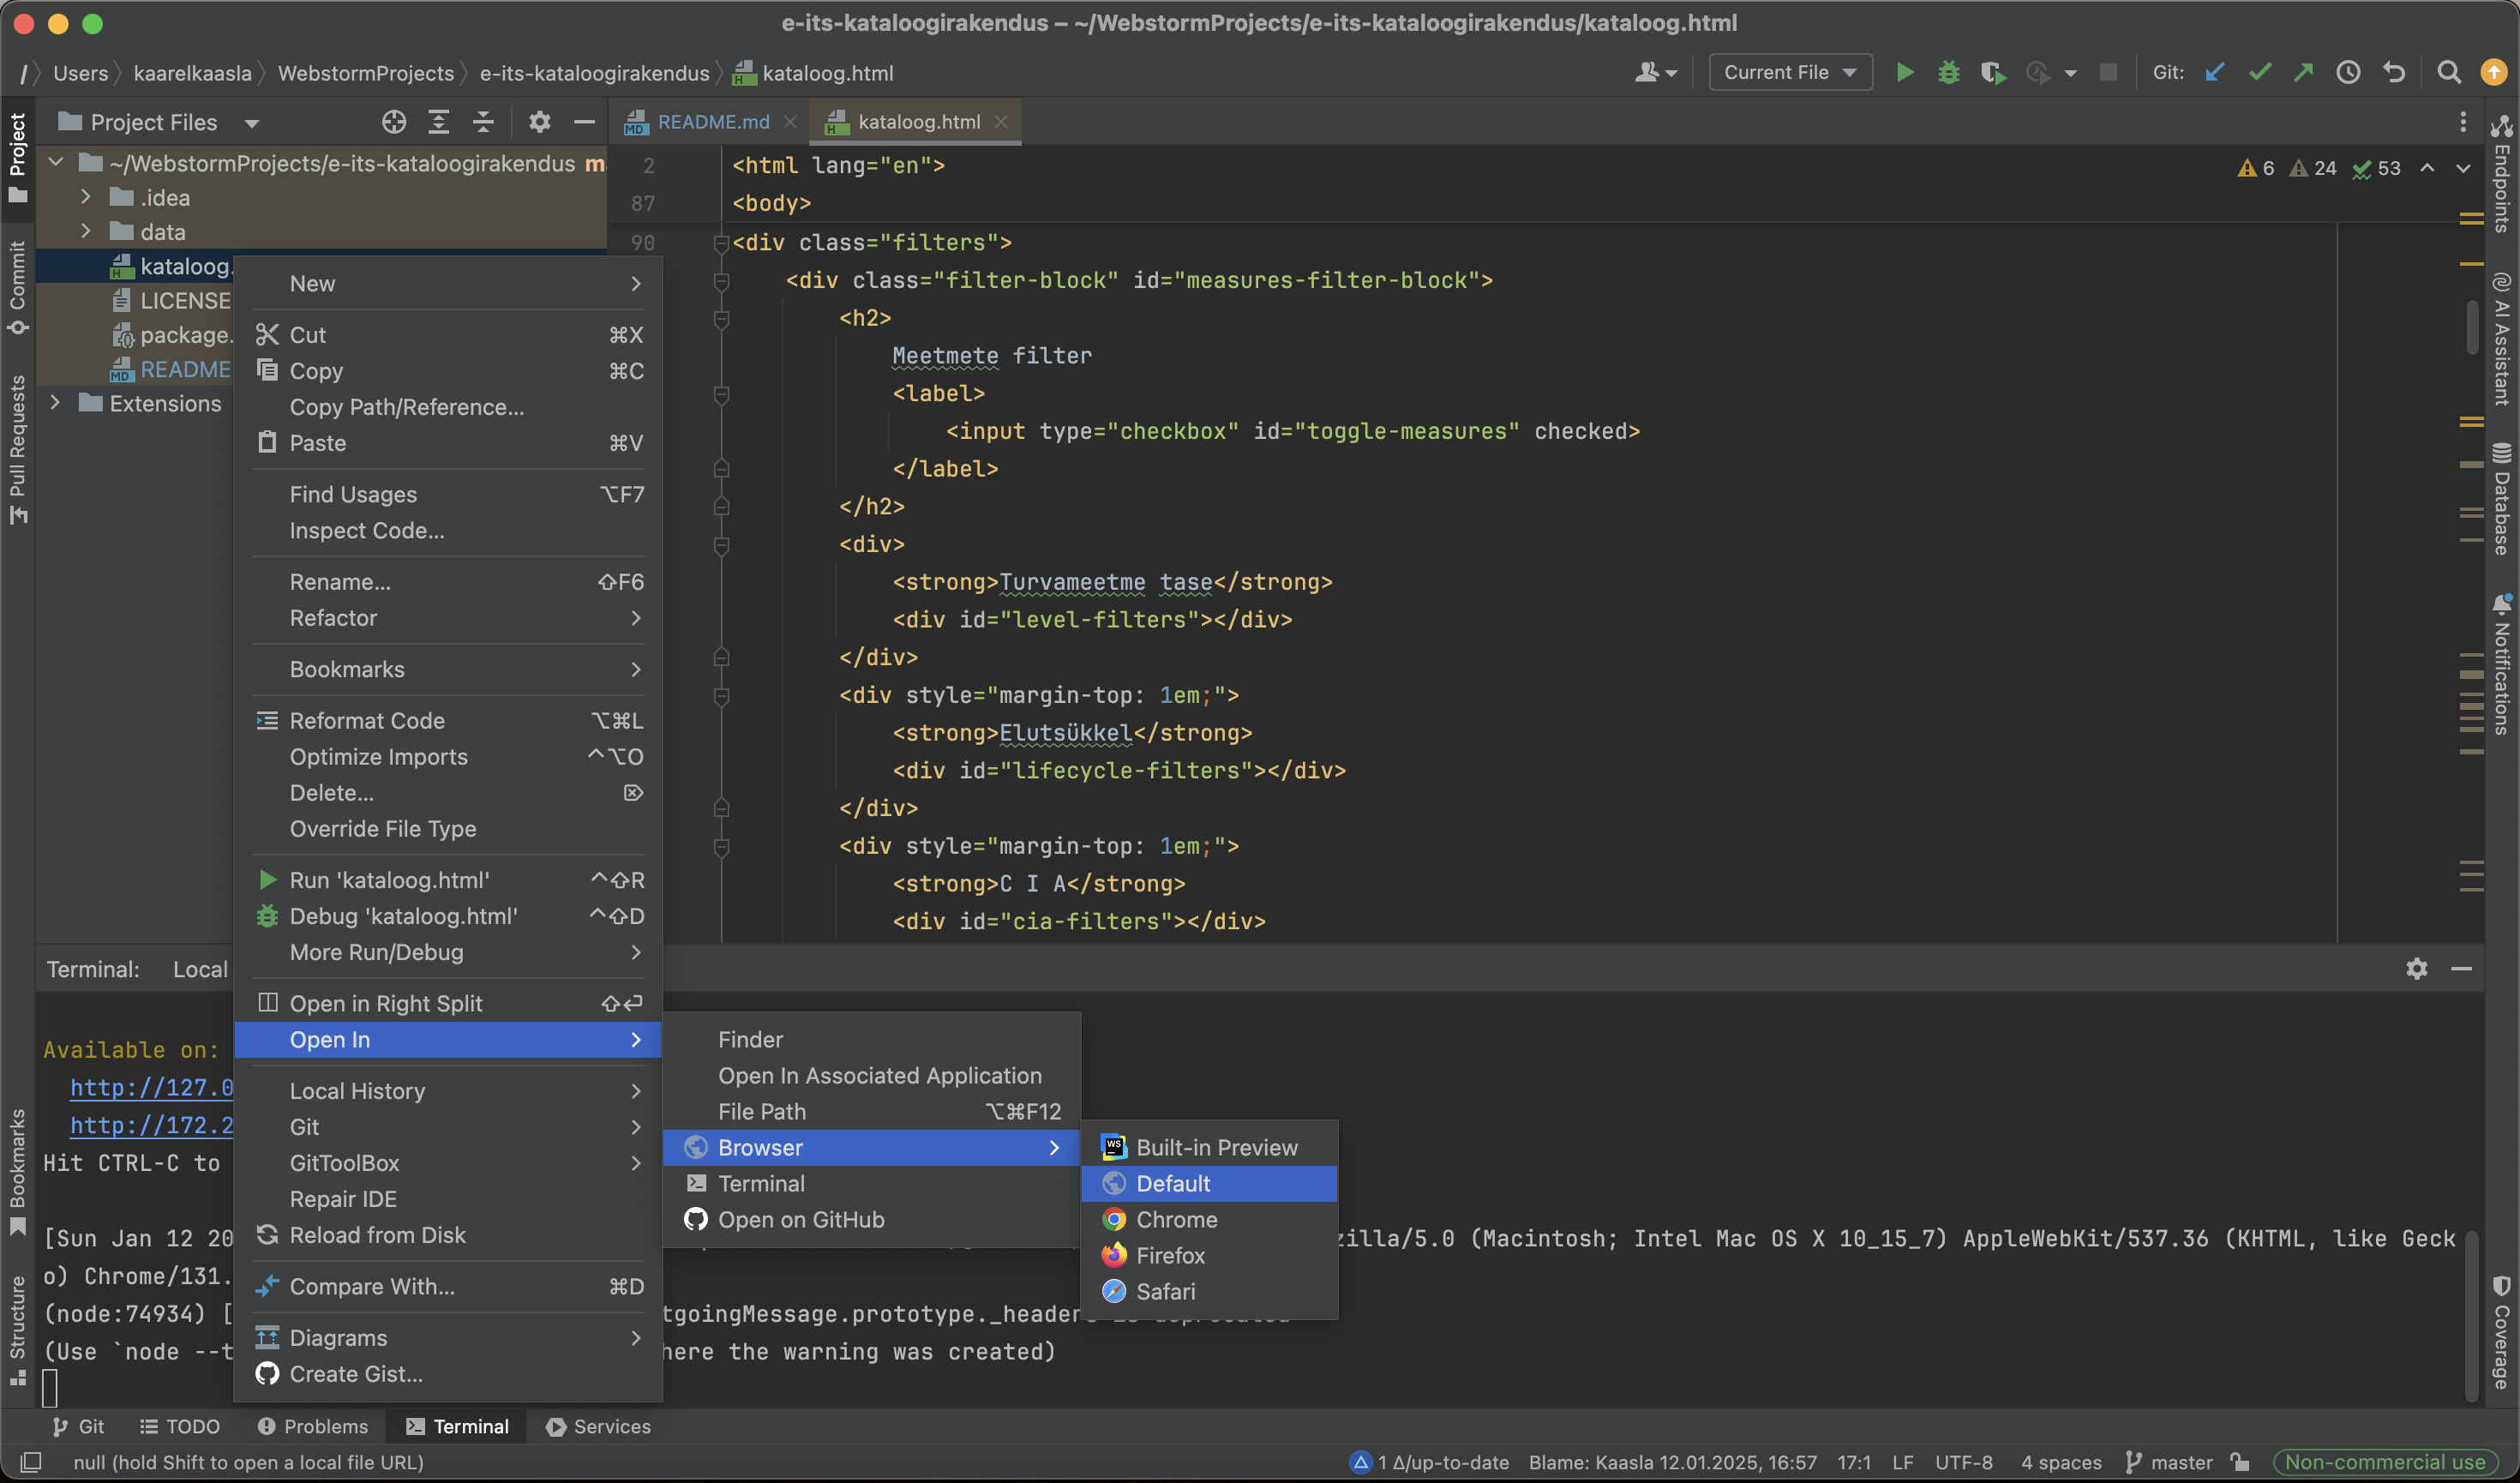 e-its-kataloogirakendus – ~/WebstormProjects/e-its-kataloogirakendus/kataloog.html
/ Users kaarelkaasla WebstormProjects e-its-kataloogirakendus kataloog.html
Current File
Git:
Project
Commit
Pull Requests
Bookmarks
Structure
Project Files
~/WebstormProjects/e-its-kataloogirakendus
.idea
data
kataloog.
LICENSE
package.
README
Extensions
README.md
kataloog.html
6 24 53
2 <html lang="en">
87 <body>
90 <div class="filters">
<div class="filter-block" id="measures-filter-block">
<h2>
Meetmete filter
<label>
<input type="checkbox" id="toggle-measures" checked>
</label>
</h2>
<div>
<strong>Turvameetme tase</strong>
<div id="level-filters"></div>
</div>
<div style="margin-top: 1em;">
<strong>Elutsükkel</strong>
<div id="lifecycle-filters"></div>
</div>
<div style="margin-top: 1em;">
<strong>C I A</strong>
<div id="cia-filters"></div>
New
Cut ⌘X
Copy ⌘C
Copy Path/Reference...
Paste ⌘V
Find Usages ⌥F7
Inspect Code...
Rename... ⇧F6
Refactor
Bookmarks
Reformat Code ⌥⌘L
Optimize Imports ^⌥O
Delete... ⌦
Override File Type
Run 'kataloog.html' ^⇧R
Debug 'kataloog.html' ^⇧D
More Run/Debug
Open in Right Split ⇧↩
Open In
Local History
Git
GitToolBox
Repair IDE
Reload from Disk
Compare With... ⌘D
Diagrams
Create Gist...
Finder
Open In Associated Application
File Path ⌥⌘F12
Browser
Terminal
Open on GitHub
Built-in Preview
Default
Chrome
Firefox
Safari
Terminal: Local
Available on:
http://127.0
http://172.2
Hit CTRL-C to
[Sun Jan 12 20 zilla/5.0 (Macintosh; Intel Mac OS X 10_15_7) AppleWebKit/537.36 (KHTML, like Geck
o) Chrome/131.
(node:74934) [ tgoingMessage.prototype._header
(Use `node --t here the warning was created)
Endpoints
AI Assistant
Database
Notifications
Coverage
Git TODO Problems Terminal Services
null (hold Shift to open a local file URL)
1 Δ/up-to-date Blame: Kaasla 12.01.2025, 16:57 17:1 LF UTF-8 4 spaces master Non-commercial use